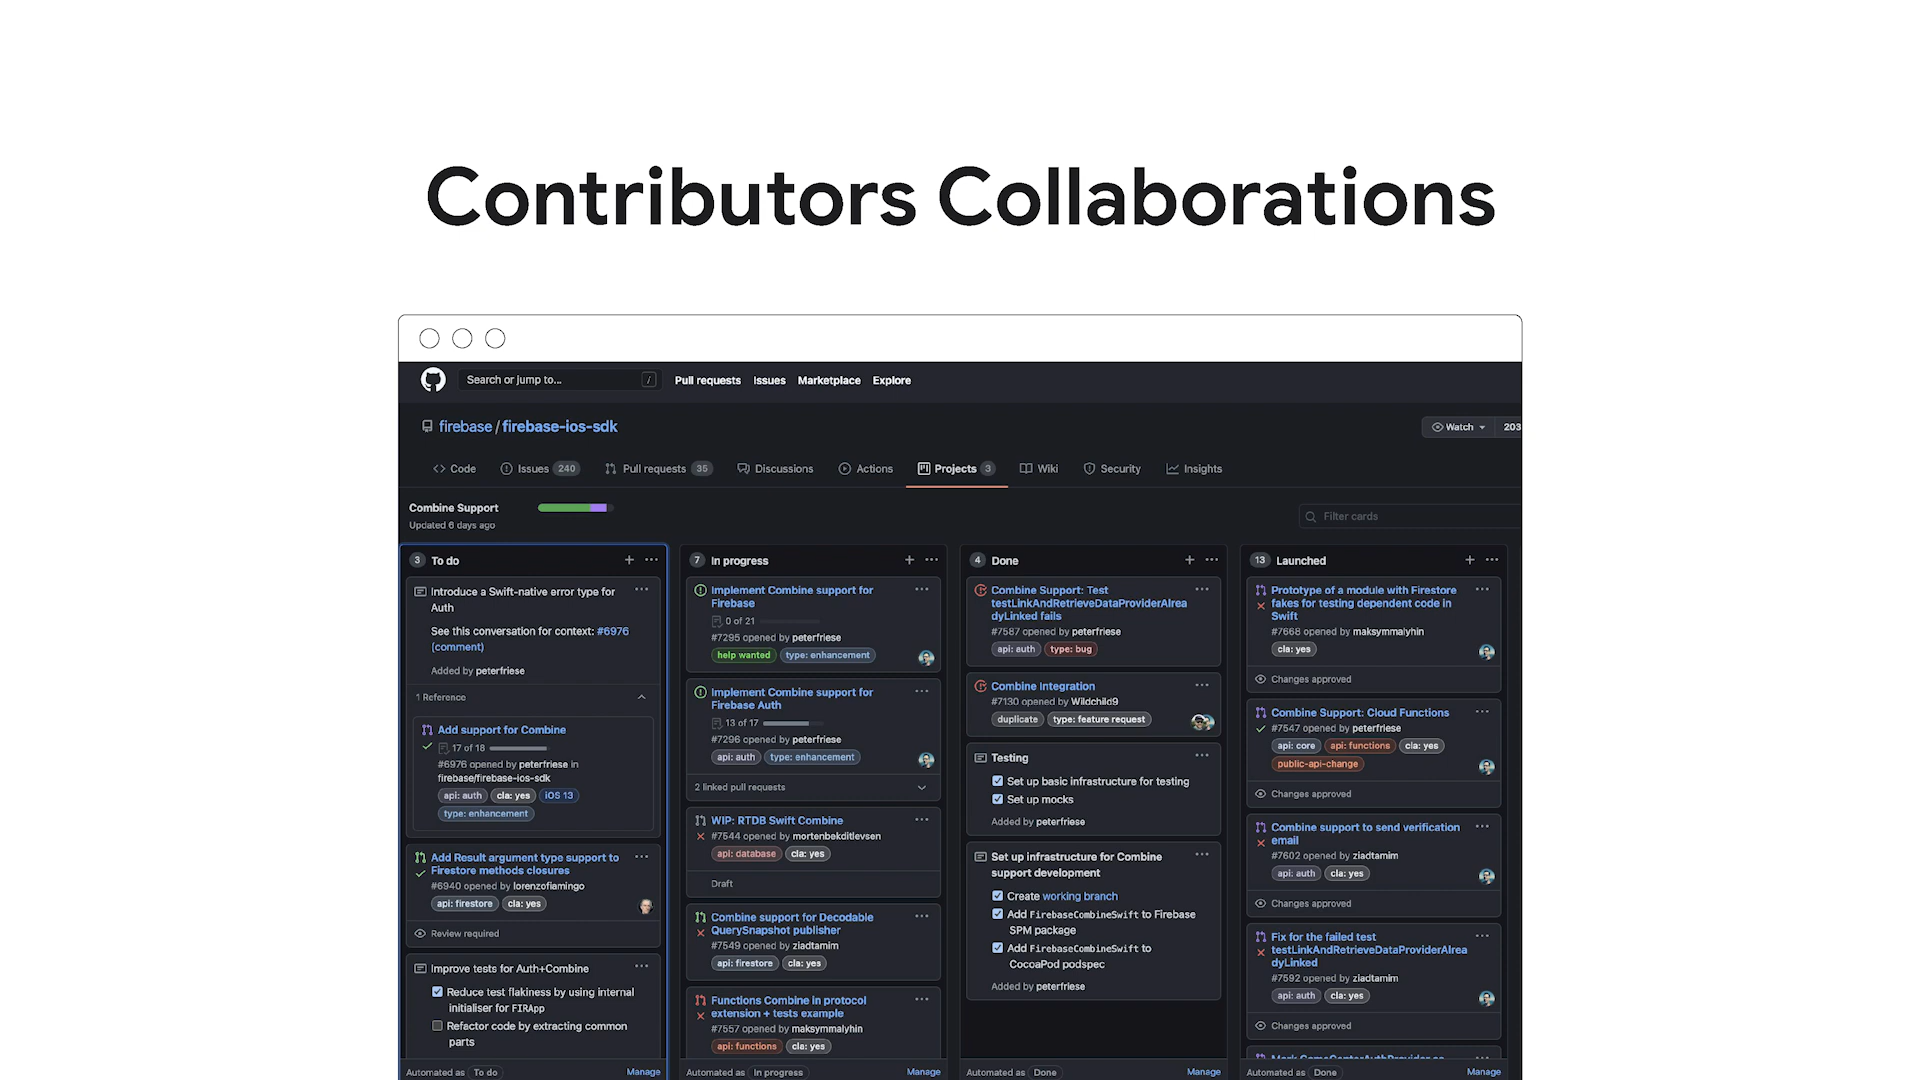 Contributors Collaborations
Search or jump to... /
Pull requests Issues Marketplace Explore
firebase / firebase-ios-sdk
Watch 203
Code Issues 240 Pull requests 35 Discussions Actions Projects 3 Wiki Security Insights
Combine Support
Updated 6 days ago
Filter cards
3 To do
Introduce a Swift-native error type for
Auth
See this conversation for context: #6976
(comment)
Added by peterfriese
1 Reference
Add support for Combine
17 of 18
#6976 opened by peterfriese in
firebase/firebase-ios-sdk
api: auth cla: yes iOS 13
type: enhancement
Add Result argument type support to
Firestore methods closures
#6940 opened by lorenzofiamingo
api: firestore cla: yes
Review required
Improve tests for Auth+Combine
Reduce test flakiness by using internal
initialiser for FIRApp
Refactor code by extracting common
parts
Automated as To do Manage
7 In progress
Implement Combine support for
Firebase
0 of 21
#7295 opened by peterfriese
help wanted type: enhancement
Implement Combine support for
Firebase Auth
13 of 17
#7296 opened by peterfriese
api: auth type: enhancement
2 linked pull requests
WIP: RTDB Swift Combine
#7544 opened by mortenbekditlevsen
api: database cla: yes
Draft
Combine support for Decodable
QuerySnapshot publisher
#7549 opened by ziadtamim
api: firestore cla: yes
Functions Combine in protocol
extension + tests example
#7557 opened by maksymmalyhin
api: functions cla: yes
Automated as In progress Manage
4 Done
Combine Support: Test
testLinkAndRetrieveDataProviderAlrea
dyLinked fails
#7587 opened by peterfriese
api: auth type: bug
Combine Integration
#7130 opened by Wildchild9
duplicate type: feature request
Testing
Set up basic infrastructure for testing
Set up mocks
Added by peterfriese
Set up infrastructure for Combine
support development
Create working branch
Add FirebaseCombineSwift to Firebase
SPM package
Add FirebaseCombineSwift to
CocoaPod podspec
Added by peterfriese
Automated as Done Manage
13 Launched
Prototype of a module with Firestore
fakes for testing dependent code in
Swift
#7668 opened by maksymmalyhin
cla: yes
Changes approved
Combine Support: Cloud Functions
#7547 opened by peterfriese
api: core api: functions cla: yes
public-api-change
Changes approved
Combine support to send verification
email
#7602 opened by ziadtamim
api: auth cla: yes
Changes approved
Fix for the failed test
testLinkAndRetrieveDataProviderAlrea
dyLinked
#7592 opened by ziadtamim
api: auth cla: yes
Changes approved
Mark GameCenterAuthProvider as
Automated as Done Manage